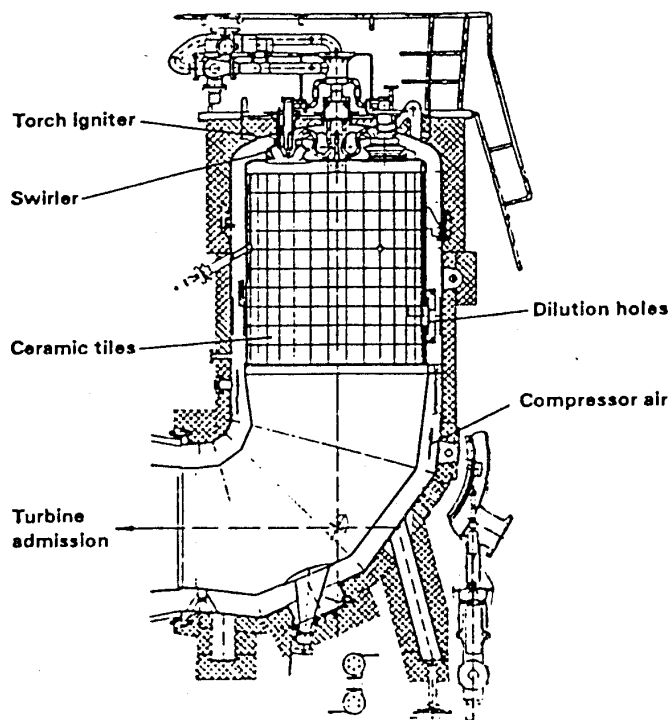 Torch igniter
Swirler
Dilution holes
Ceramic tiles
Compressor air
Turbine
admission